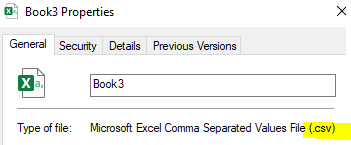 Book3 Properties
General Security Details Previous Versions
X a,
Book3
Type of file: Microsoft Excel Comma Separated Values File (.csv)